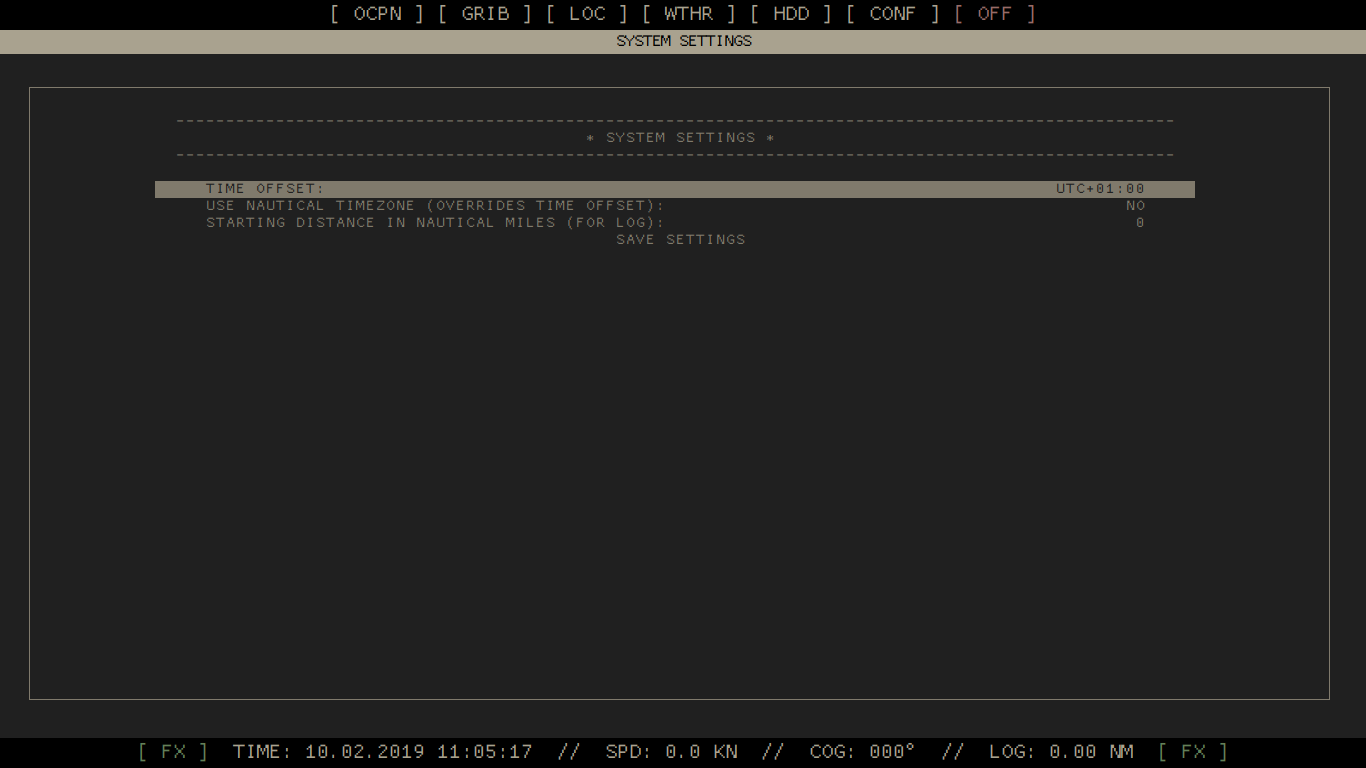 [ OCPN ] [ GRIB ] [ LOC ] [ WTHR ] [ HDD ] [ CONF ] [ OFF ]
SYSTEM SETTINGS
* SYSTEM SETTINGS *
TIME OFFSET: UTC+01:00
USE NAUTICAL TIMEZONE (OVERRIDES TIME OFFSET): NO
STARTING DISTANCE IN NAUTICAL MILES (FOR LOG): 0
SAVE SETTINGS
[ FX ] TIME: 10.02.2019 11:05:17 // SPD: 0.0 KN // COG: 000° // LOG: 0.00 NM [ FX ]